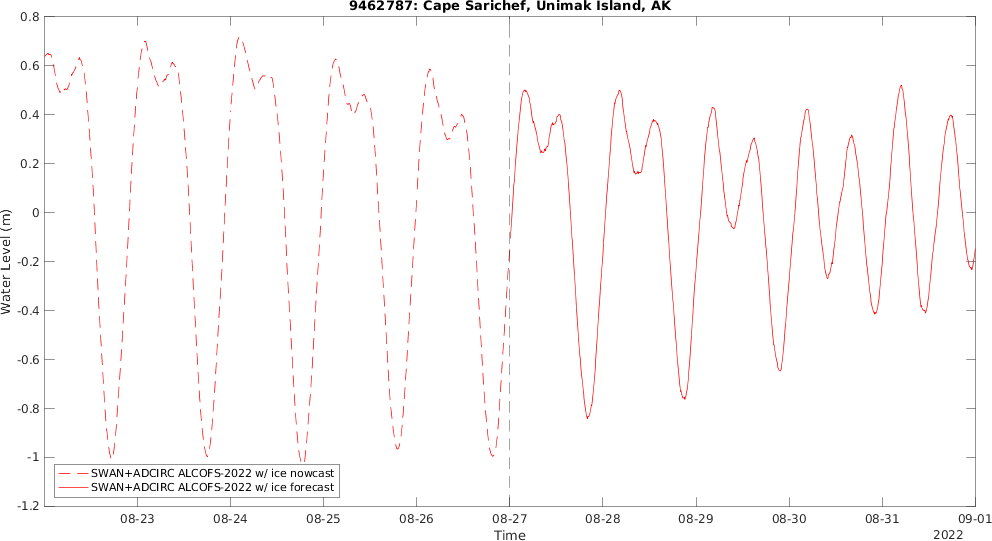 9462787: Cape Sarichef, Unimak Island, AK
0.8
0.6
0.4
0.2
0
-0.2
-0.4
-0.6
-0.8
-1
-1.2
Water Level (m)
SWAN+ADCIRC ALCOFS-2022 w/ ice nowcast
SWAN+ADCIRC ALCOFS-2022 w/ ice forecast
08-23 08-24 08-25 08-26 08-27 08-28 08-29 08-30 08-31 09-01
Time
2022